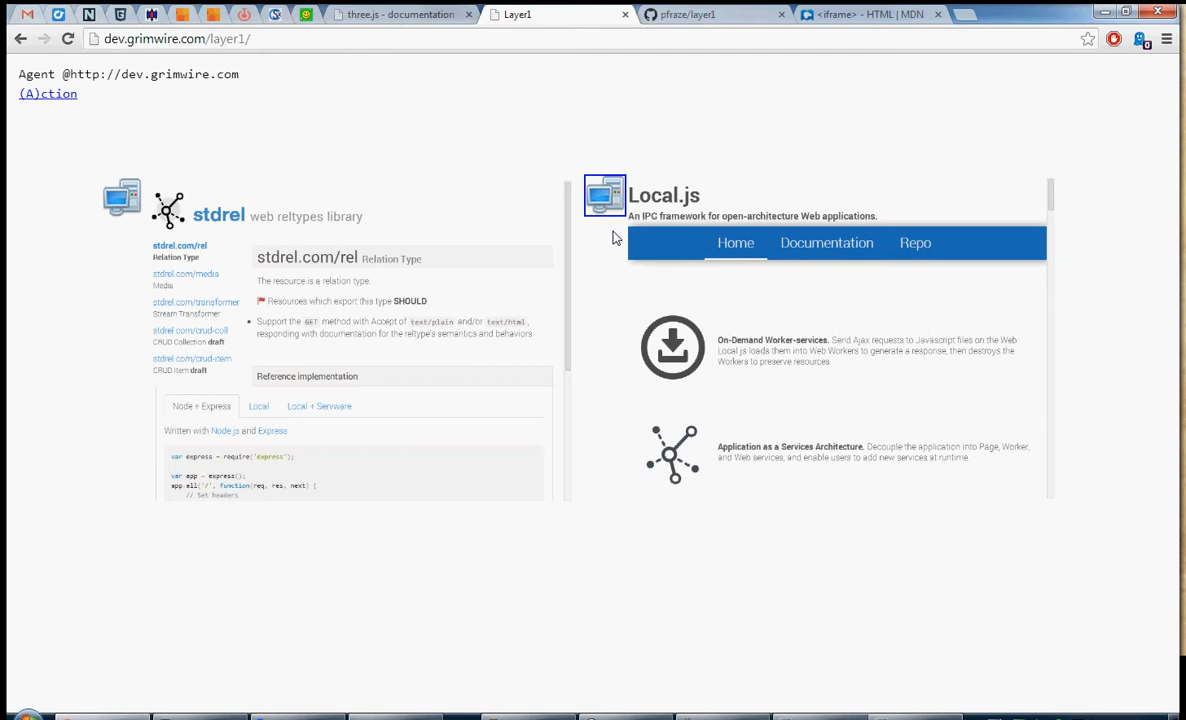 three.js - documentation
Layer1
pfraze/layer1
<iframe> - HTML | MDN
dev.grimwire.com/layer1/
0
Agent @http://dev.grimwire.com
(A)ction
stdrel web reltypes library
stdrel.com/rel
Relation Type
stdrel.com/media
Media
stdrel.com/transformer
Stream Transformer
stdrel.com/crud-coll
CRUD Collection draft
stdrel.com/crud-item
CRUD Item draft
stdrel.com/rel Relation Type
The resource is a relation type.
Resources which export this type SHOULD
Support the GET method with Accept of text/plain and/or text/html,
responding with documentation for the reltype's semantics and behaviors.
Reference implementation
Node + Express Local Local + Servware
Written with Node.js and Express
var express = require('express');
var app = express();
app.all('/', function(req, res, next) {
// Set headers
Local.js
An IPC framework for open-architecture Web applications.
Home Documentation Repo
On-Demand Worker-services. Send Ajax requests to Javascript files on the Web.
Local.js loads them into Web Workers to generate a response, then destroys the
Workers to preserve resources.
Application as a Services Architecture. Decouple the application into Page, Worker,
and Web services, and enable users to add new services at runtime.